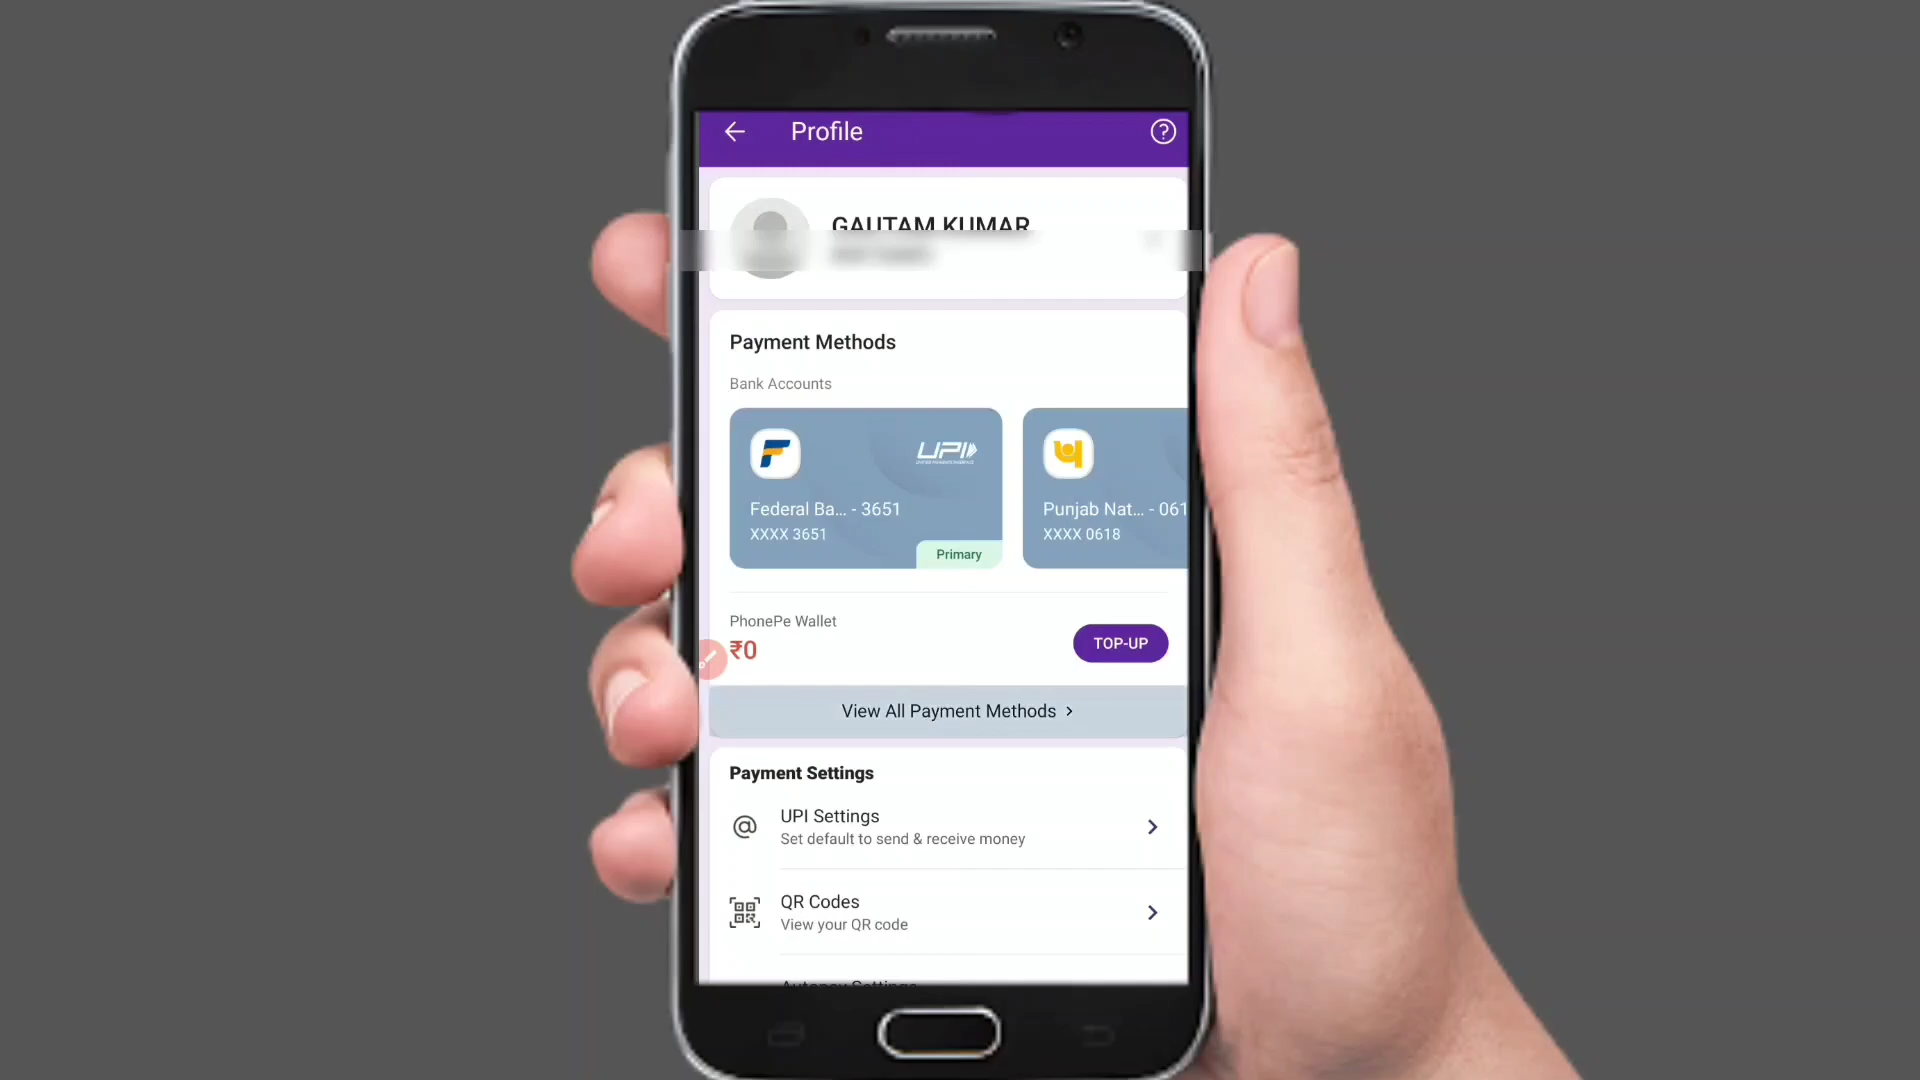 Profile
GAUTAM KUMAR
Payment Methods
Bank Accounts
UPI
Federal Ba... - 3651
XXXX 3651
Primary
Punjab Nat... - 061
XXXX 0618
PhonePe Wallet
₹0
TOP-UP
View All Payment Methods
Payment Settings
UPI Settings
Set default to send & receive money
QR Codes
View your QR code
Autopay Settings